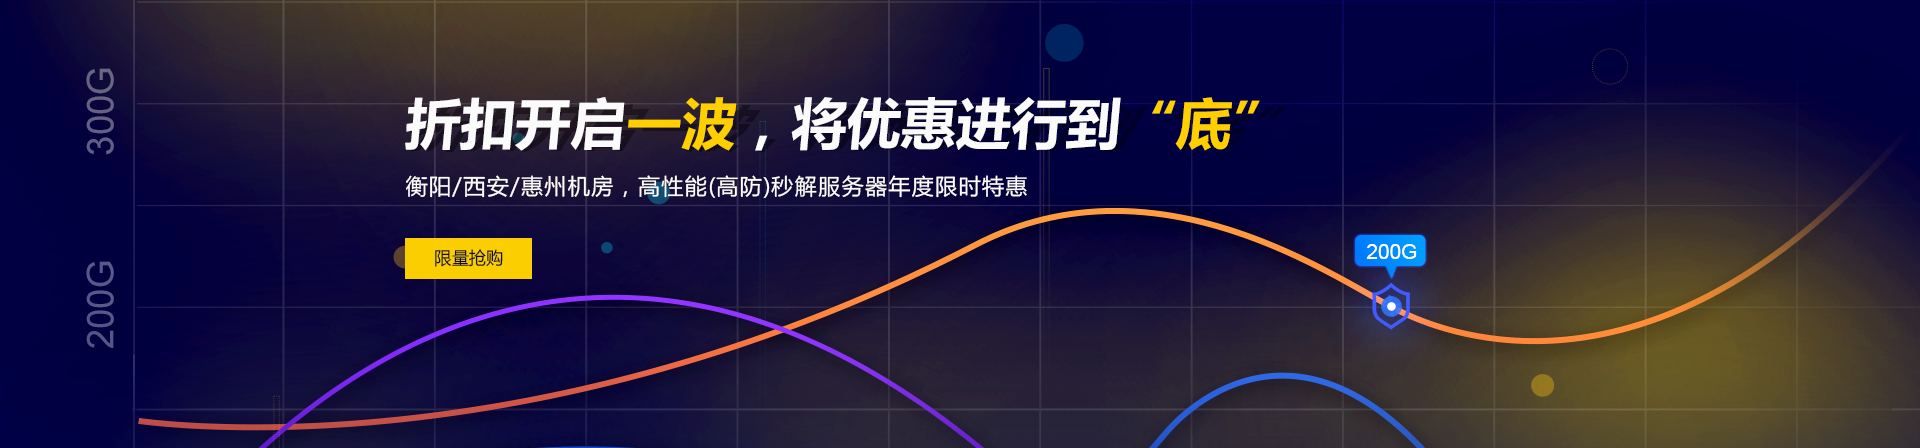 300G
折扣开启一波，将优惠进行到“底”
衡阳/西安/惠州机房，高性能(高防)秒解服务器年度限时特惠
限量抢购
200G
200G